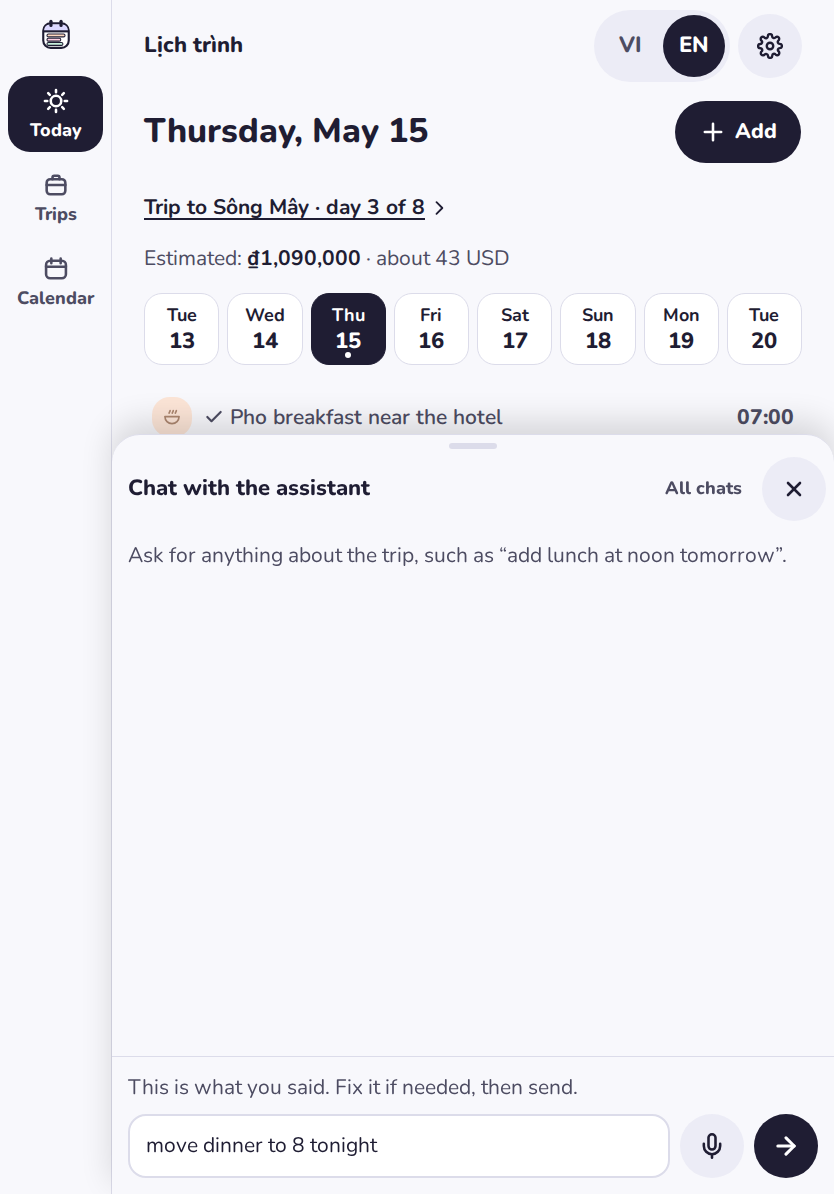 Lịch trình
VI
EN
Today
Trips
Calendar
Thursday, May 15
Add
Trip to Sông Mây · day 3 of 8
Estimated: ₫1,090,000 · about 43 USD
Tue
13
Wed
14
Thu
15
Fri
16
Sat
17
Sun
18
Mon
19
Tue
20
Pho breakfast near the hotel
07:00
Chat with the assistant
All chats
Ask for anything about the trip, such as “add lunch at noon tomorrow”.
This is what you said. Fix it if needed, then send.
move dinner to 8 tonight